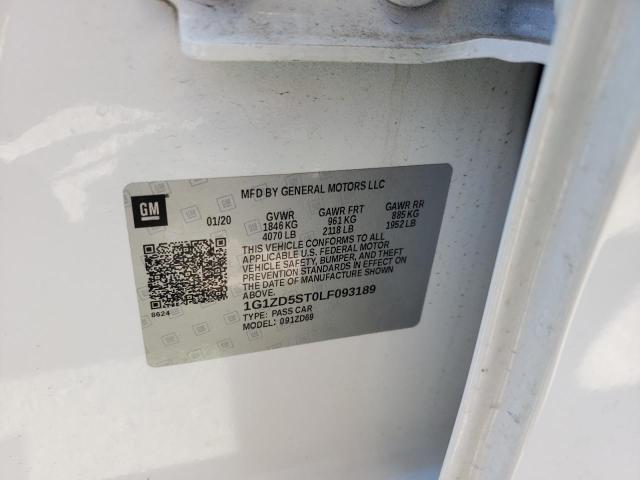 GM
MFD BY GENERAL MOTORS LLC
01/20 GVWR GAWR FRT GAWR RR
1846 KG 961 KG 885 KG
4070 LB 2118 LB 1952 LB
THIS VEHICLE CONFORMS TO ALL
APPLICABLE U.S. FEDERAL MOTOR
VEHICLE SAFETY, BUMPER, AND THEFT
PREVENTION STANDARDS IN EFFECT
ON THE DATE OF MANUFACTURE SHOWN
ABOVE.
1G1ZD5ST0LF093189
8624
TYPE: PASS CAR
MODEL: 091ZD69